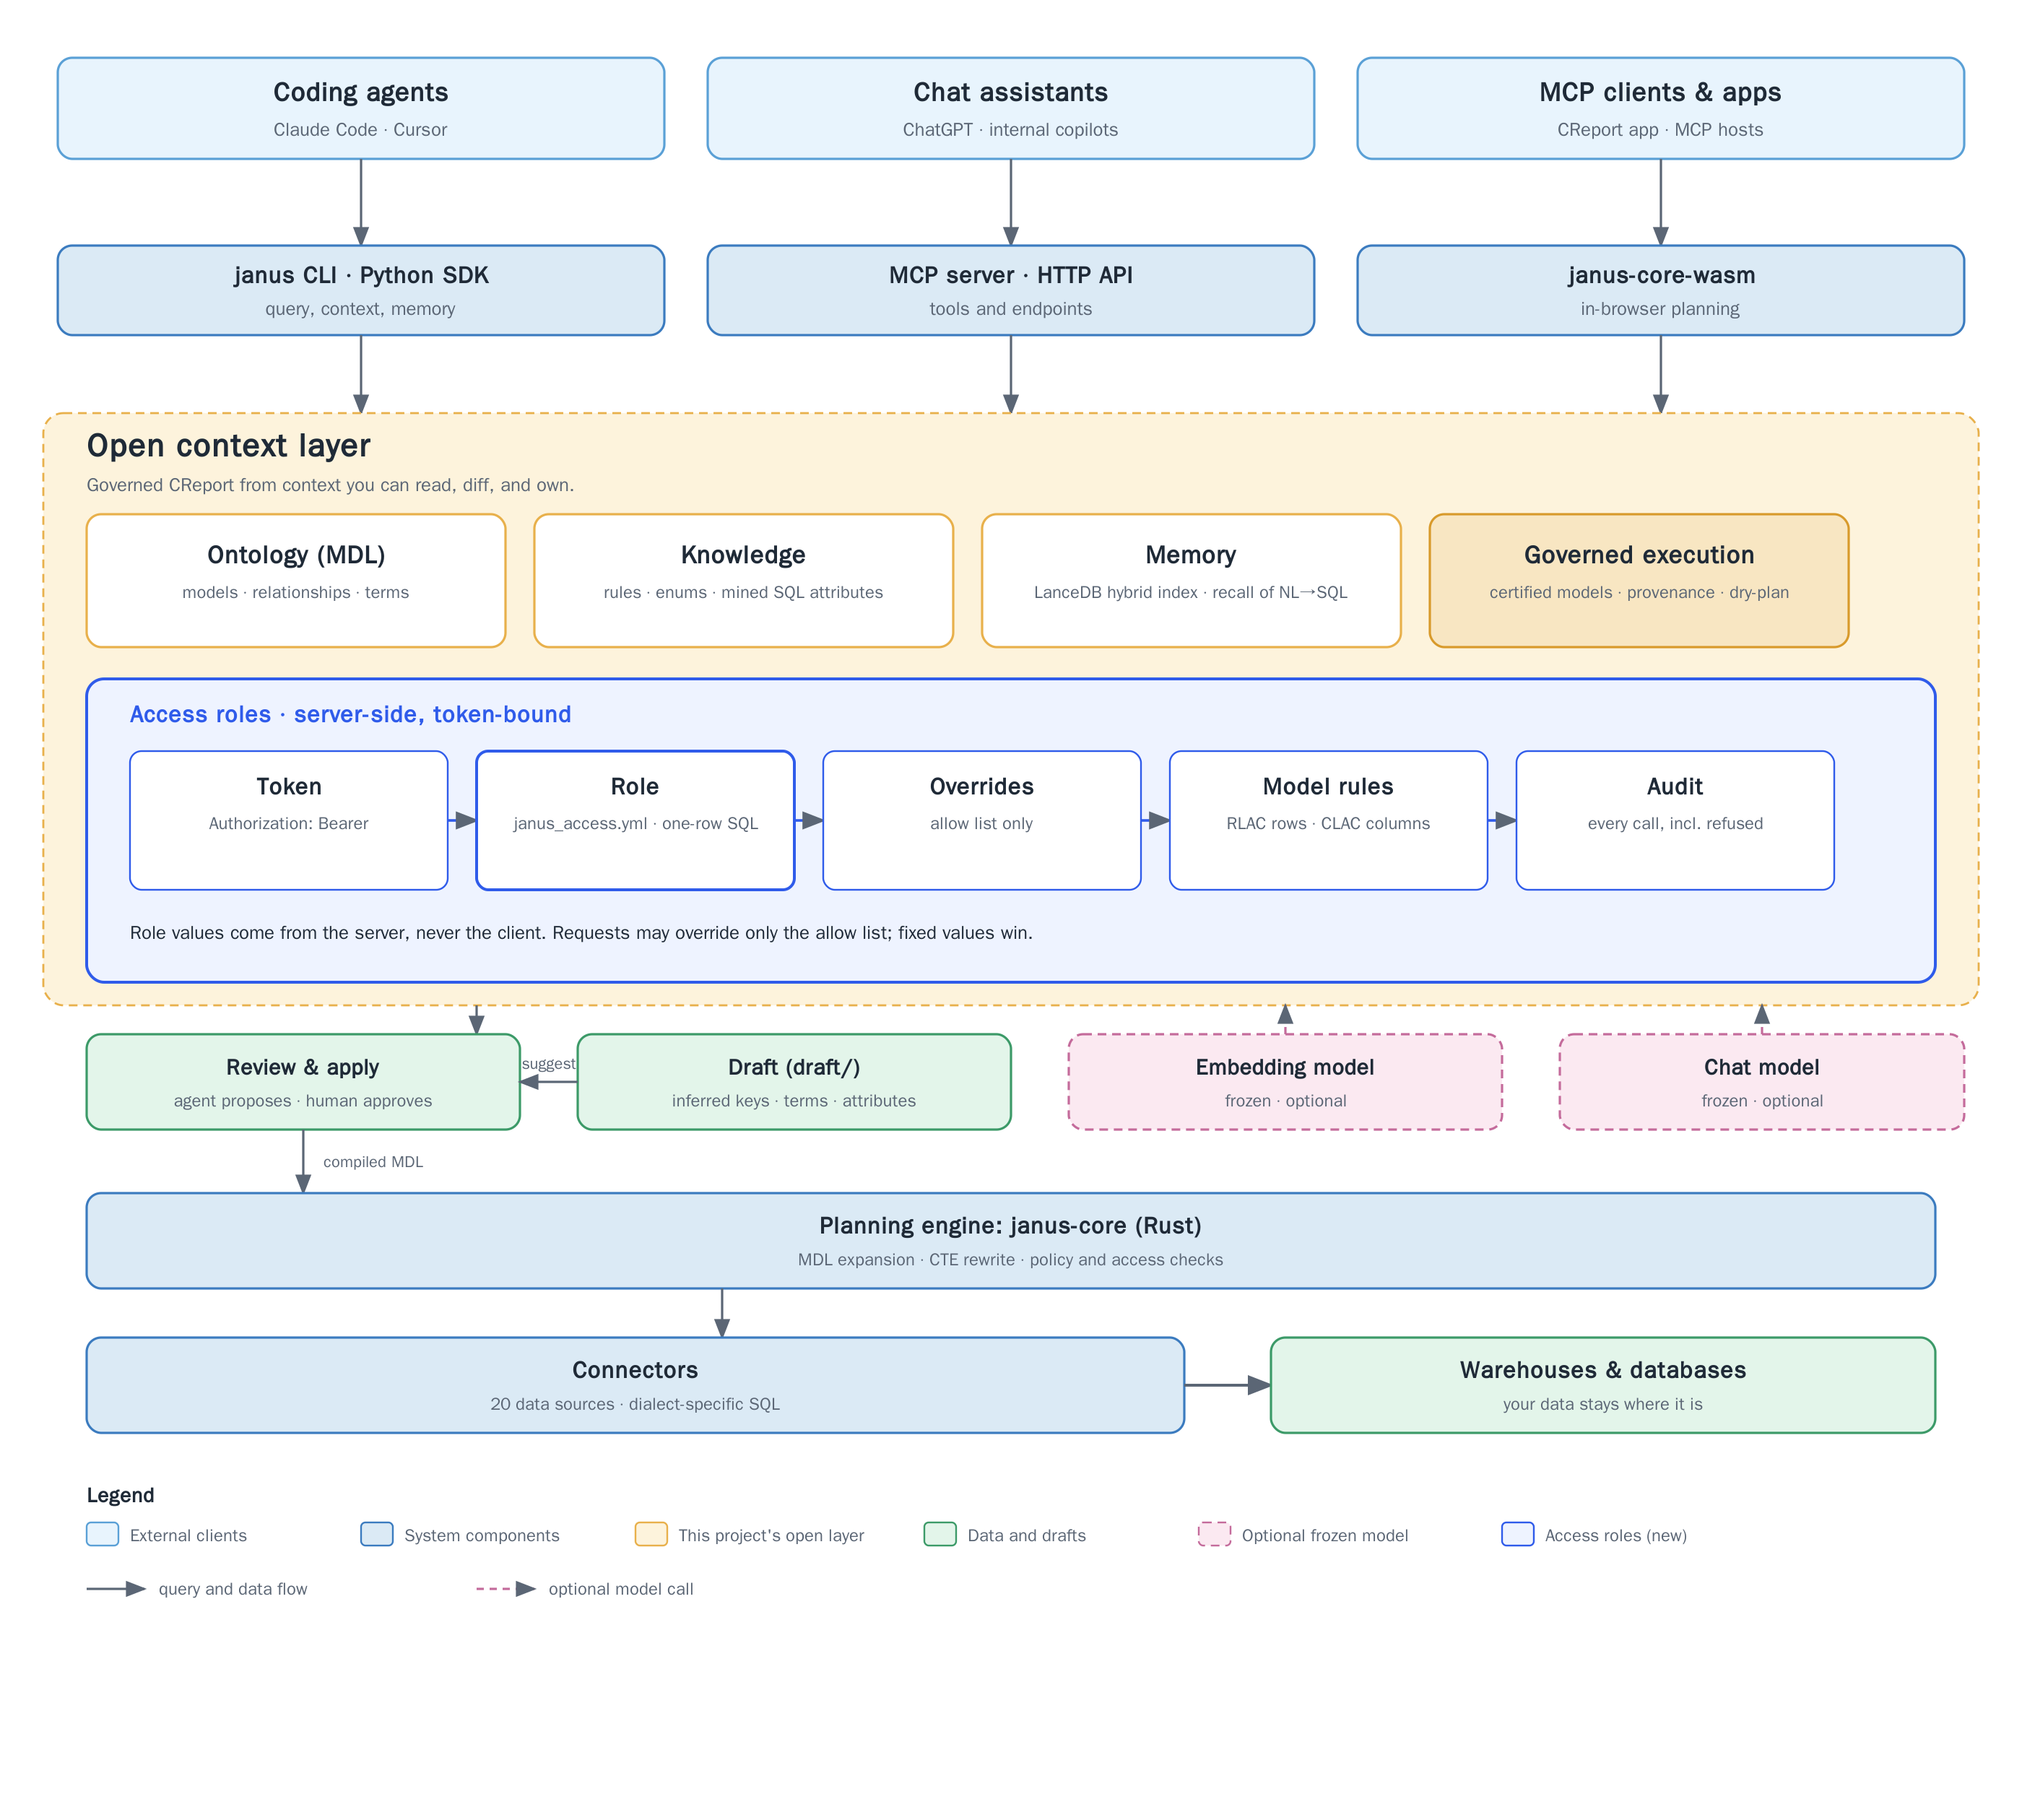 Coding agents
Claude Code · Cursor
Chat assistants
ChatGPT · internal copilots
MCP clients & apps
CReport app · MCP hosts
janus CLI · Python SDK
query, context, memory
MCP server · HTTP API
tools and endpoints
janus-core-wasm
in-browser planning
Open context layer
Governed CReport from context you can read, diff, and own.
Ontology (MDL)
models · relationships · terms
Knowledge
rules · enums · mined SQL attributes
Memory
LanceDB hybrid index · recall of NL→SQL
Governed execution
certified models · provenance · dry-plan
Access roles · server-side, token-bound
Token
Authorization: Bearer
Role
janus_access.yml · one-row SQL
Overrides
allow list only
Model rules
RLAC rows · CLAC columns
Audit
every call, incl. refused
Role values come from the server, never the client. Requests may override only the allow list; fixed values win.
Review & apply
agent proposes · human approves
suggest
Draft (draft/)
inferred keys · terms · attributes
Embedding model
frozen · optional
Chat model
frozen · optional
compiled MDL
Planning engine: janus-core (Rust)
MDL expansion · CTE rewrite · policy and access checks
Connectors
20 data sources · dialect-specific SQL
Warehouses & databases
your data stays where it is
Legend
External clients
System components
This project's open layer
Data and drafts
Optional frozen model
Access roles (new)
query and data flow
optional model call